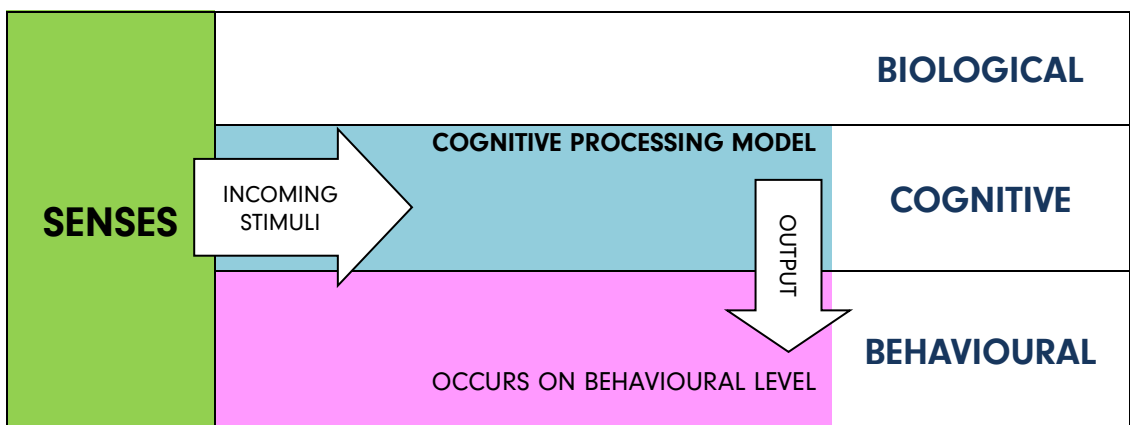 BIOLOGICAL
COGNITIVE PROCESSING MODEL
SENSES
INCOMING
STIMULI
OUTPUT
COGNITIVE
OCCURS ON BEHAVIOURAL LEVEL
BEHAVIOURAL